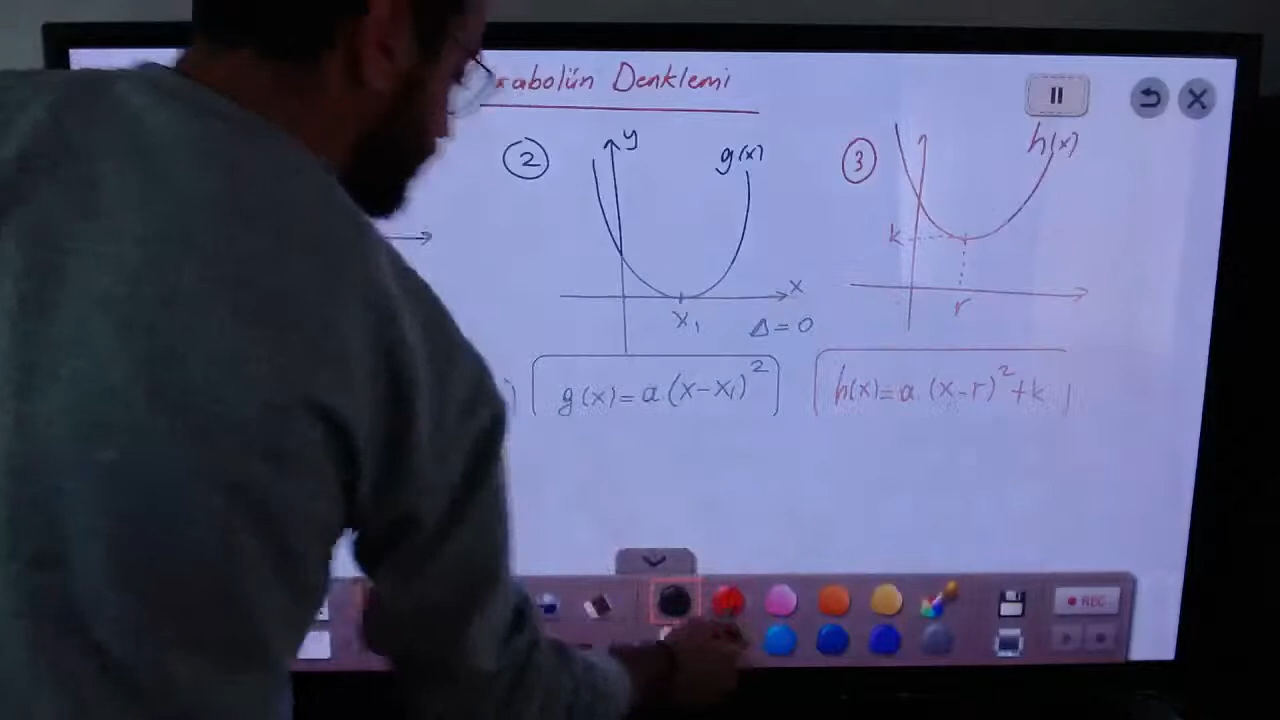 rabolün Denklemi
②
y
g(x)
x
x₁
Δ=0
g(x)=a.(x-x₁)²
③
h(x)
k
r
h(x)=a.(x-r)²+k
REC